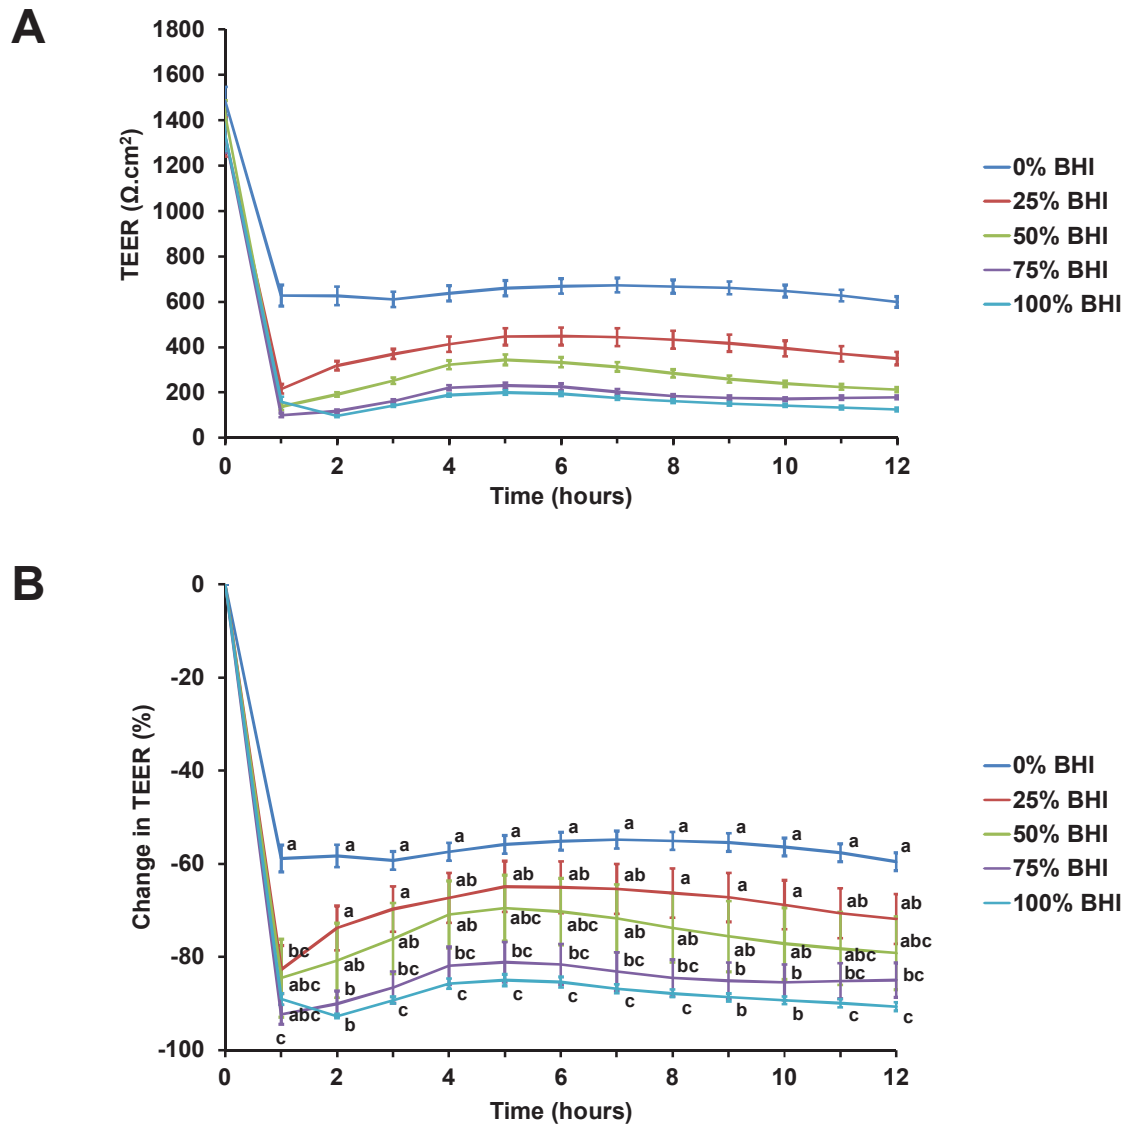 A
1800
1600
1400
1200
1000
800
600
400
200
0
TEER (Ω.cm²)
0 2 4 6 8 10 12
Time (hours)
0% BHI
25% BHI
50% BHI
75% BHI
100% BHI
B
0
-20
-40
-60
-80
-100
Change in TEER (%)
a a a a a a a a a a a a
bc a a ab ab ab ab a a a ab ab
abc ab ab ab abc abc ab ab ab ab abc abc
abc b bc bc bc bc bc bc b b bc bc
c b c c c c c c b b c c
0 2 4 6 8 10 12
Time (hours)
0% BHI
25% BHI
50% BHI
75% BHI
100% BHI